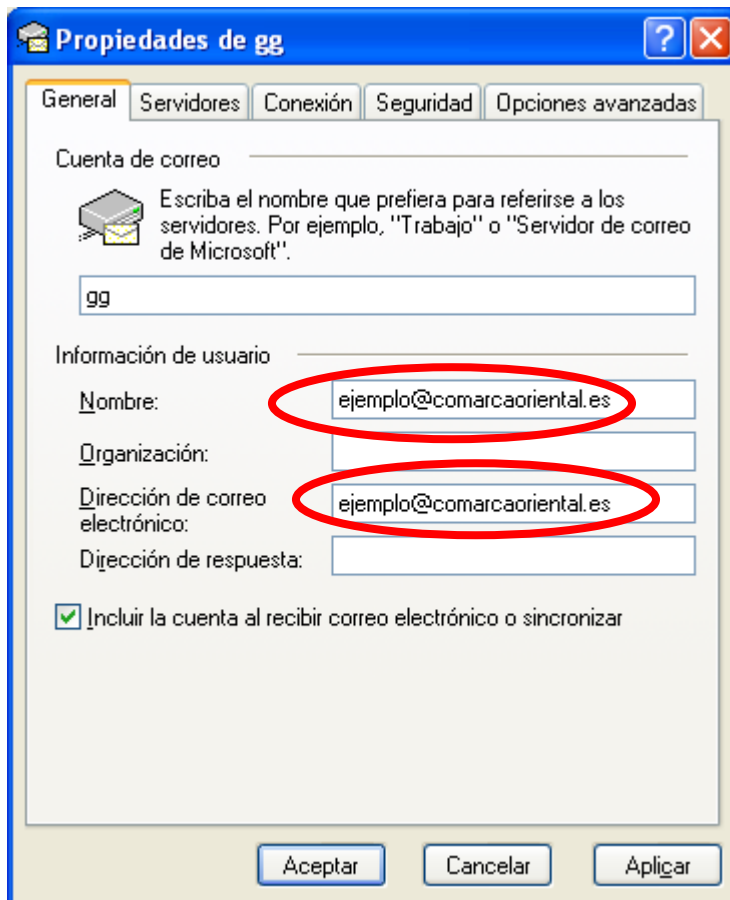 Propiedades de gg
General Servidores Conexión Seguridad Opciones avanzadas
Cuenta de correo
Escriba el nombre que prefiera para referirse a los
servidores. Por ejemplo, "Trabajo" o "Servidor de correo
de Microsoft".
gg
Información de usuario
Nombre: ejemplo@comarcaoriental.es
Organización:
Dirección de correo
electrónico: ejemplo@comarcaoriental.es
Dirección de respuesta:
Incluir la cuenta al recibir correo electrónico o sincronizar
Aceptar Cancelar Aplicar